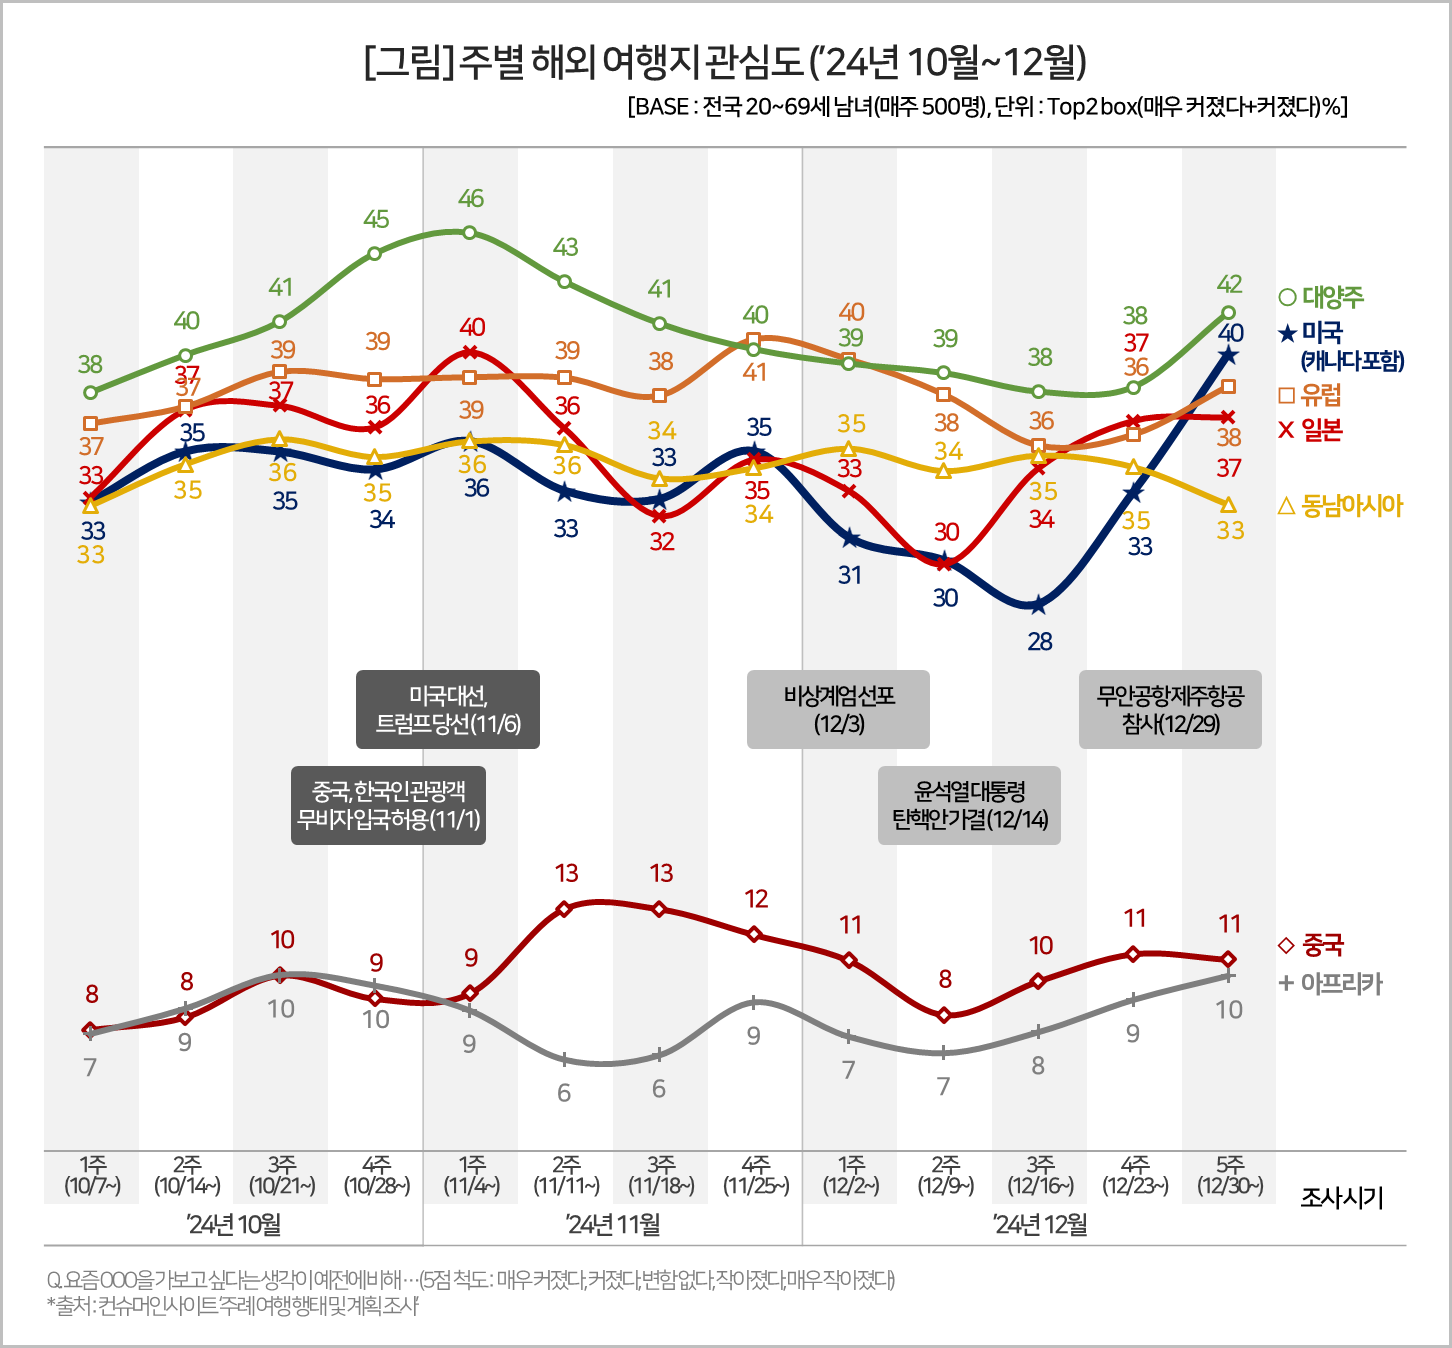 [그림] 주별 해외 여행지 관심도 ('24년 10월~12월)
[BASE : 전국 20~69세 남녀(매주 500명), 단위 : Top2 box(매우 커졌다+커졌다)%]
38 40 41 45 46 43 41 40 39 39 38 38 42
37 37 39 39 39 39 38 41 40 38 36 36 38
33 37 37 36 40 36 32 35 33 30 34 37 37
33 35 35 34 36 33 33 35 31 30 28 33 40
33 35 36 35 36 36 34 34 35 34 35 35 33
대양주
미국
(캐나다 포함)
유럽
일본
동남아시아
미국 대선,
트럼프 당선(11/6)
비상계엄 선포
(12/3)
무안공항 제주항공
참사(12/29)
중국, 한국인 관광객
무비자 입국 허용(11/1)
윤석열 대통령
탄핵안 가결(12/14)
8 8 10 9 9 13 13 12 11 8 10 11 11
7 9 10 10 9 6 6 9 7 7 8 9 10
중국
아프리카
1주 2주 3주 4주 1주 2주 3주 4주 1주 2주 3주 4주 5주
(10/7~) (10/14~) (10/21~) (10/28~) (11/4~) (11/11~) (11/18~) (11/25~) (12/2~) (12/9~) (12/16~) (12/23~) (12/30~)
조사 시기
'24년 10월 '24년 11월 '24년 12월
Q. 요즘 OOO을 가보고 싶다는 생각이 예전에 비해 …(5점 척도 : 매우 커졌다, 커졌다, 변함없다, 작아졌다, 매우 작아졌다)
*출처 : 컨슈머인사이트 '주례 여행행태 및 계획 조사'